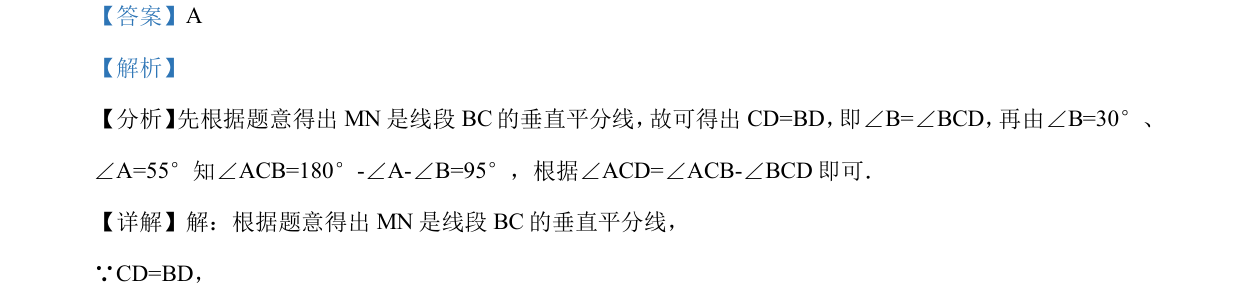 【答案】A
【解析】
【分析】先根据题意得出 MN 是线段 BC 的垂直平分线，故可得出 CD=BD，即∠B=∠BCD，再由∠B=30°、
∠A=55°知∠ACB=180°-∠A-∠B=95°，根据∠ACD=∠ACB-∠BCD 即可．
【详解】解：根据题意得出 MN 是线段 BC 的垂直平分线，
∵CD=BD，